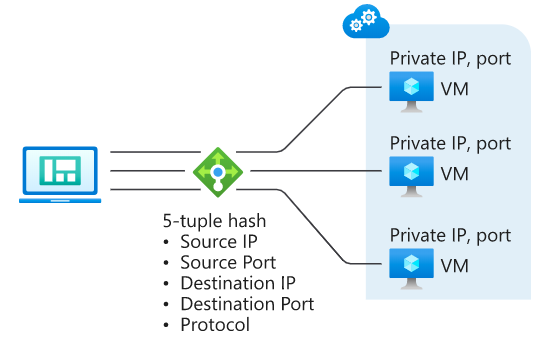 Private IP, port
VM
Private IP, port
VM
Private IP, port
VM
5-tuple hash
• Source IP
• Source Port
• Destination IP
• Destination Port
• Protocol